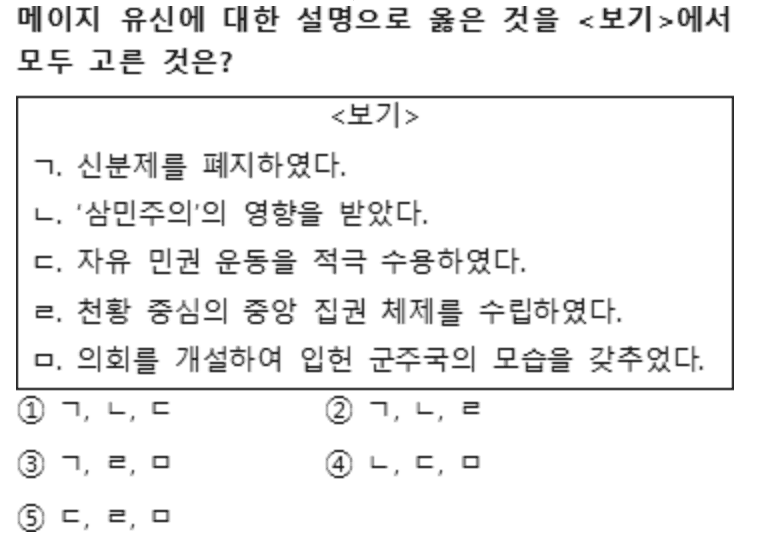 메이지 유신에 대한 설명으로 옳은 것을 <보기>에서
모두 고른 것은?
<보기>
ㄱ. 신분제를 폐지하였다.
ㄴ. '삼민주의'의 영향을 받았다.
ㄷ. 자유 민권 운동을 적극 수용하였다.
ㄹ. 천황 중심의 중앙 집권 체제를 수립하였다.
ㅁ. 의회를 개설하여 입헌 군주국의 모습을 갖추었다.
① ㄱ, ㄴ, ㄷ ② ㄱ, ㄴ, ㄹ
③ ㄱ, ㄹ, ㅁ ④ ㄴ, ㄷ, ㅁ
⑤ ㄷ, ㄹ, ㅁ